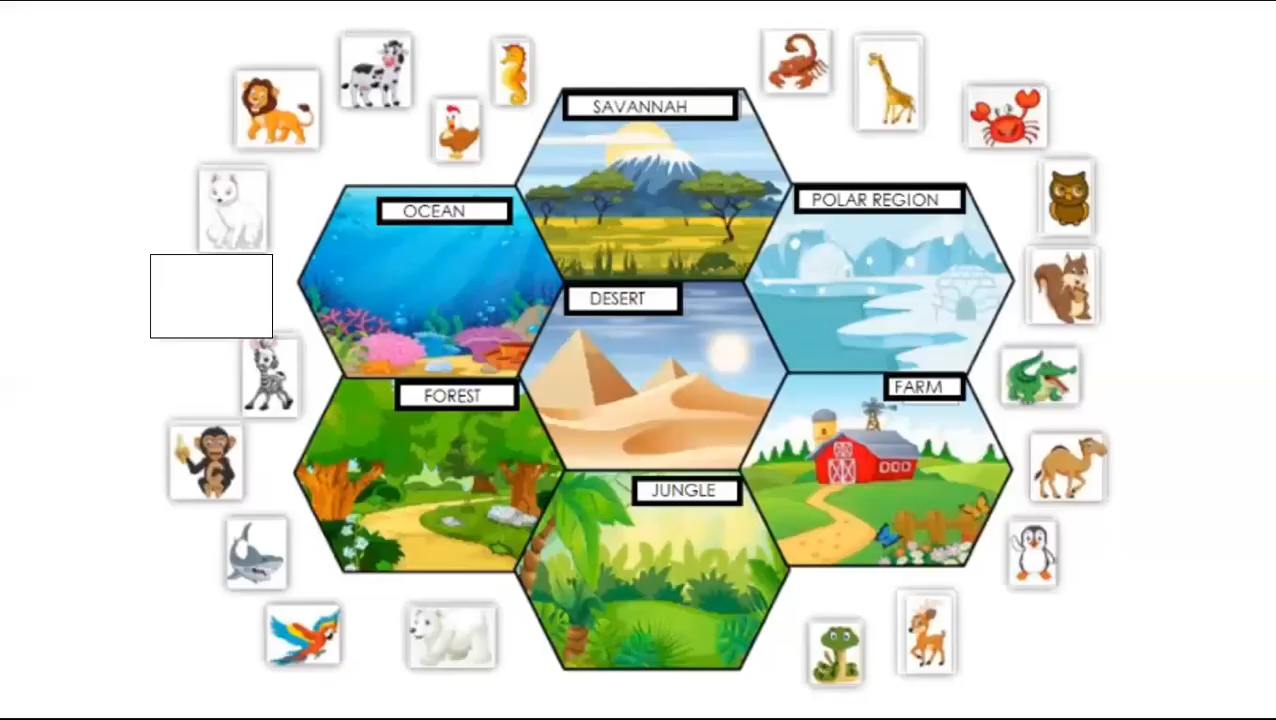 SAVANNAH
POLAR REGION
OCEAN
DESERT
FARM
FOREST
JUNGLE